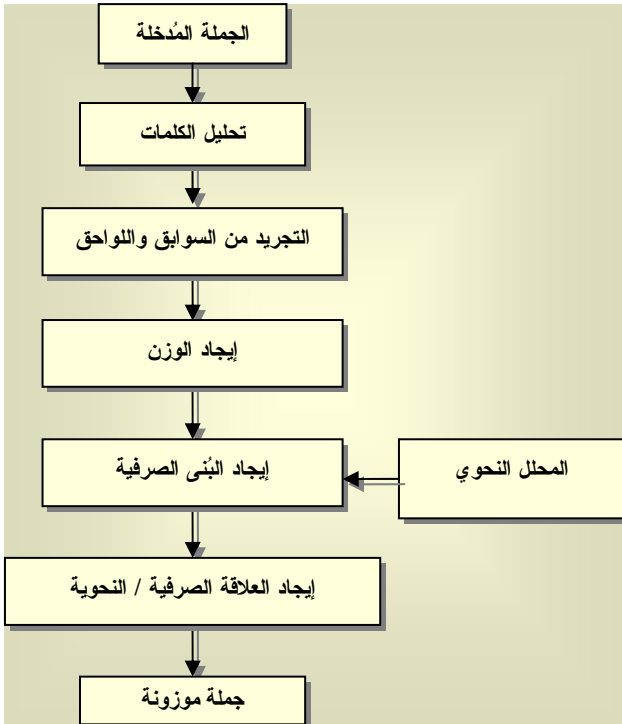 الجملة المُدخلة
تحليل الكلمات
التجريد من السوابق واللواحق
إيجاد الوزن
إيجاد البُنى الصرفية
المحلل النحوي
إيجاد العلاقة الصرفية / النحوية
جملة موزونة